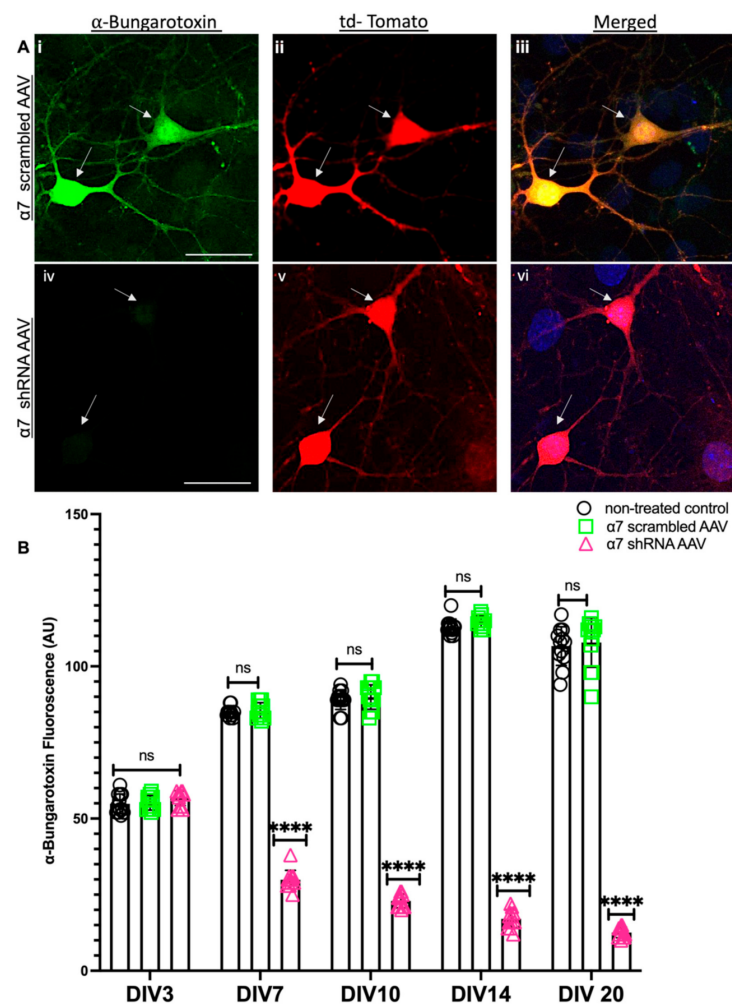 α-Bungarotoxin td- Tomato Merged
A i ii iii
α7 scrambled AAV
iv v vi
α7 shRNA AAV
non-treated control
α7 scrambled AAV
α7 shRNA AAV
B
150
100
50
0
α-Bungarotoxin Fluoroscence (AU)
ns
ns
ns
ns
ns
****
****
****
****
DIV3 DIV7 DIV10 DIV14 DIV 20